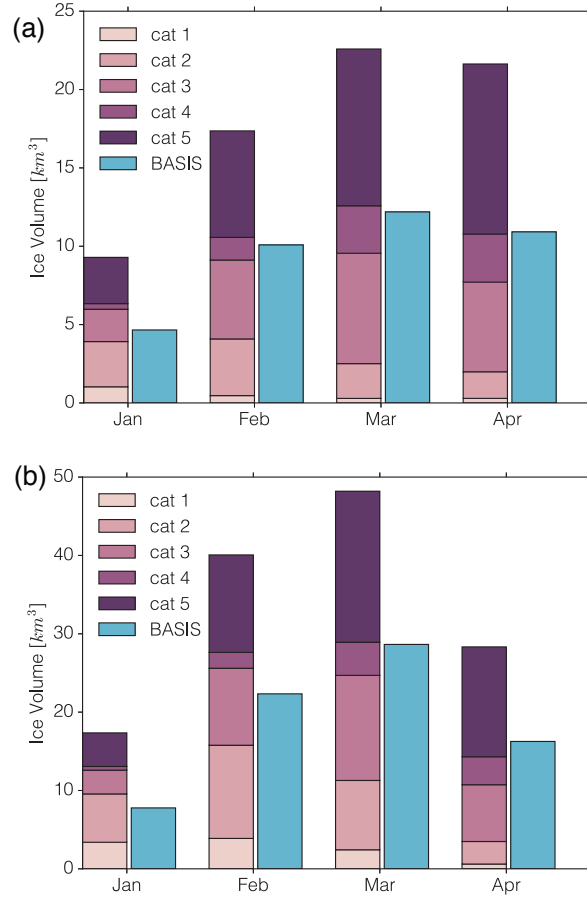 (a)
25
20
15
10
5
0
Ice Volume [km³]
cat 1
cat 2
cat 3
cat 4
cat 5
BASIS
Jan Feb Mar Apr
(b)
50
40
30
20
10
0
Ice Volume [km³]
cat 1
cat 2
cat 3
cat 4
cat 5
BASIS
Jan Feb Mar Apr